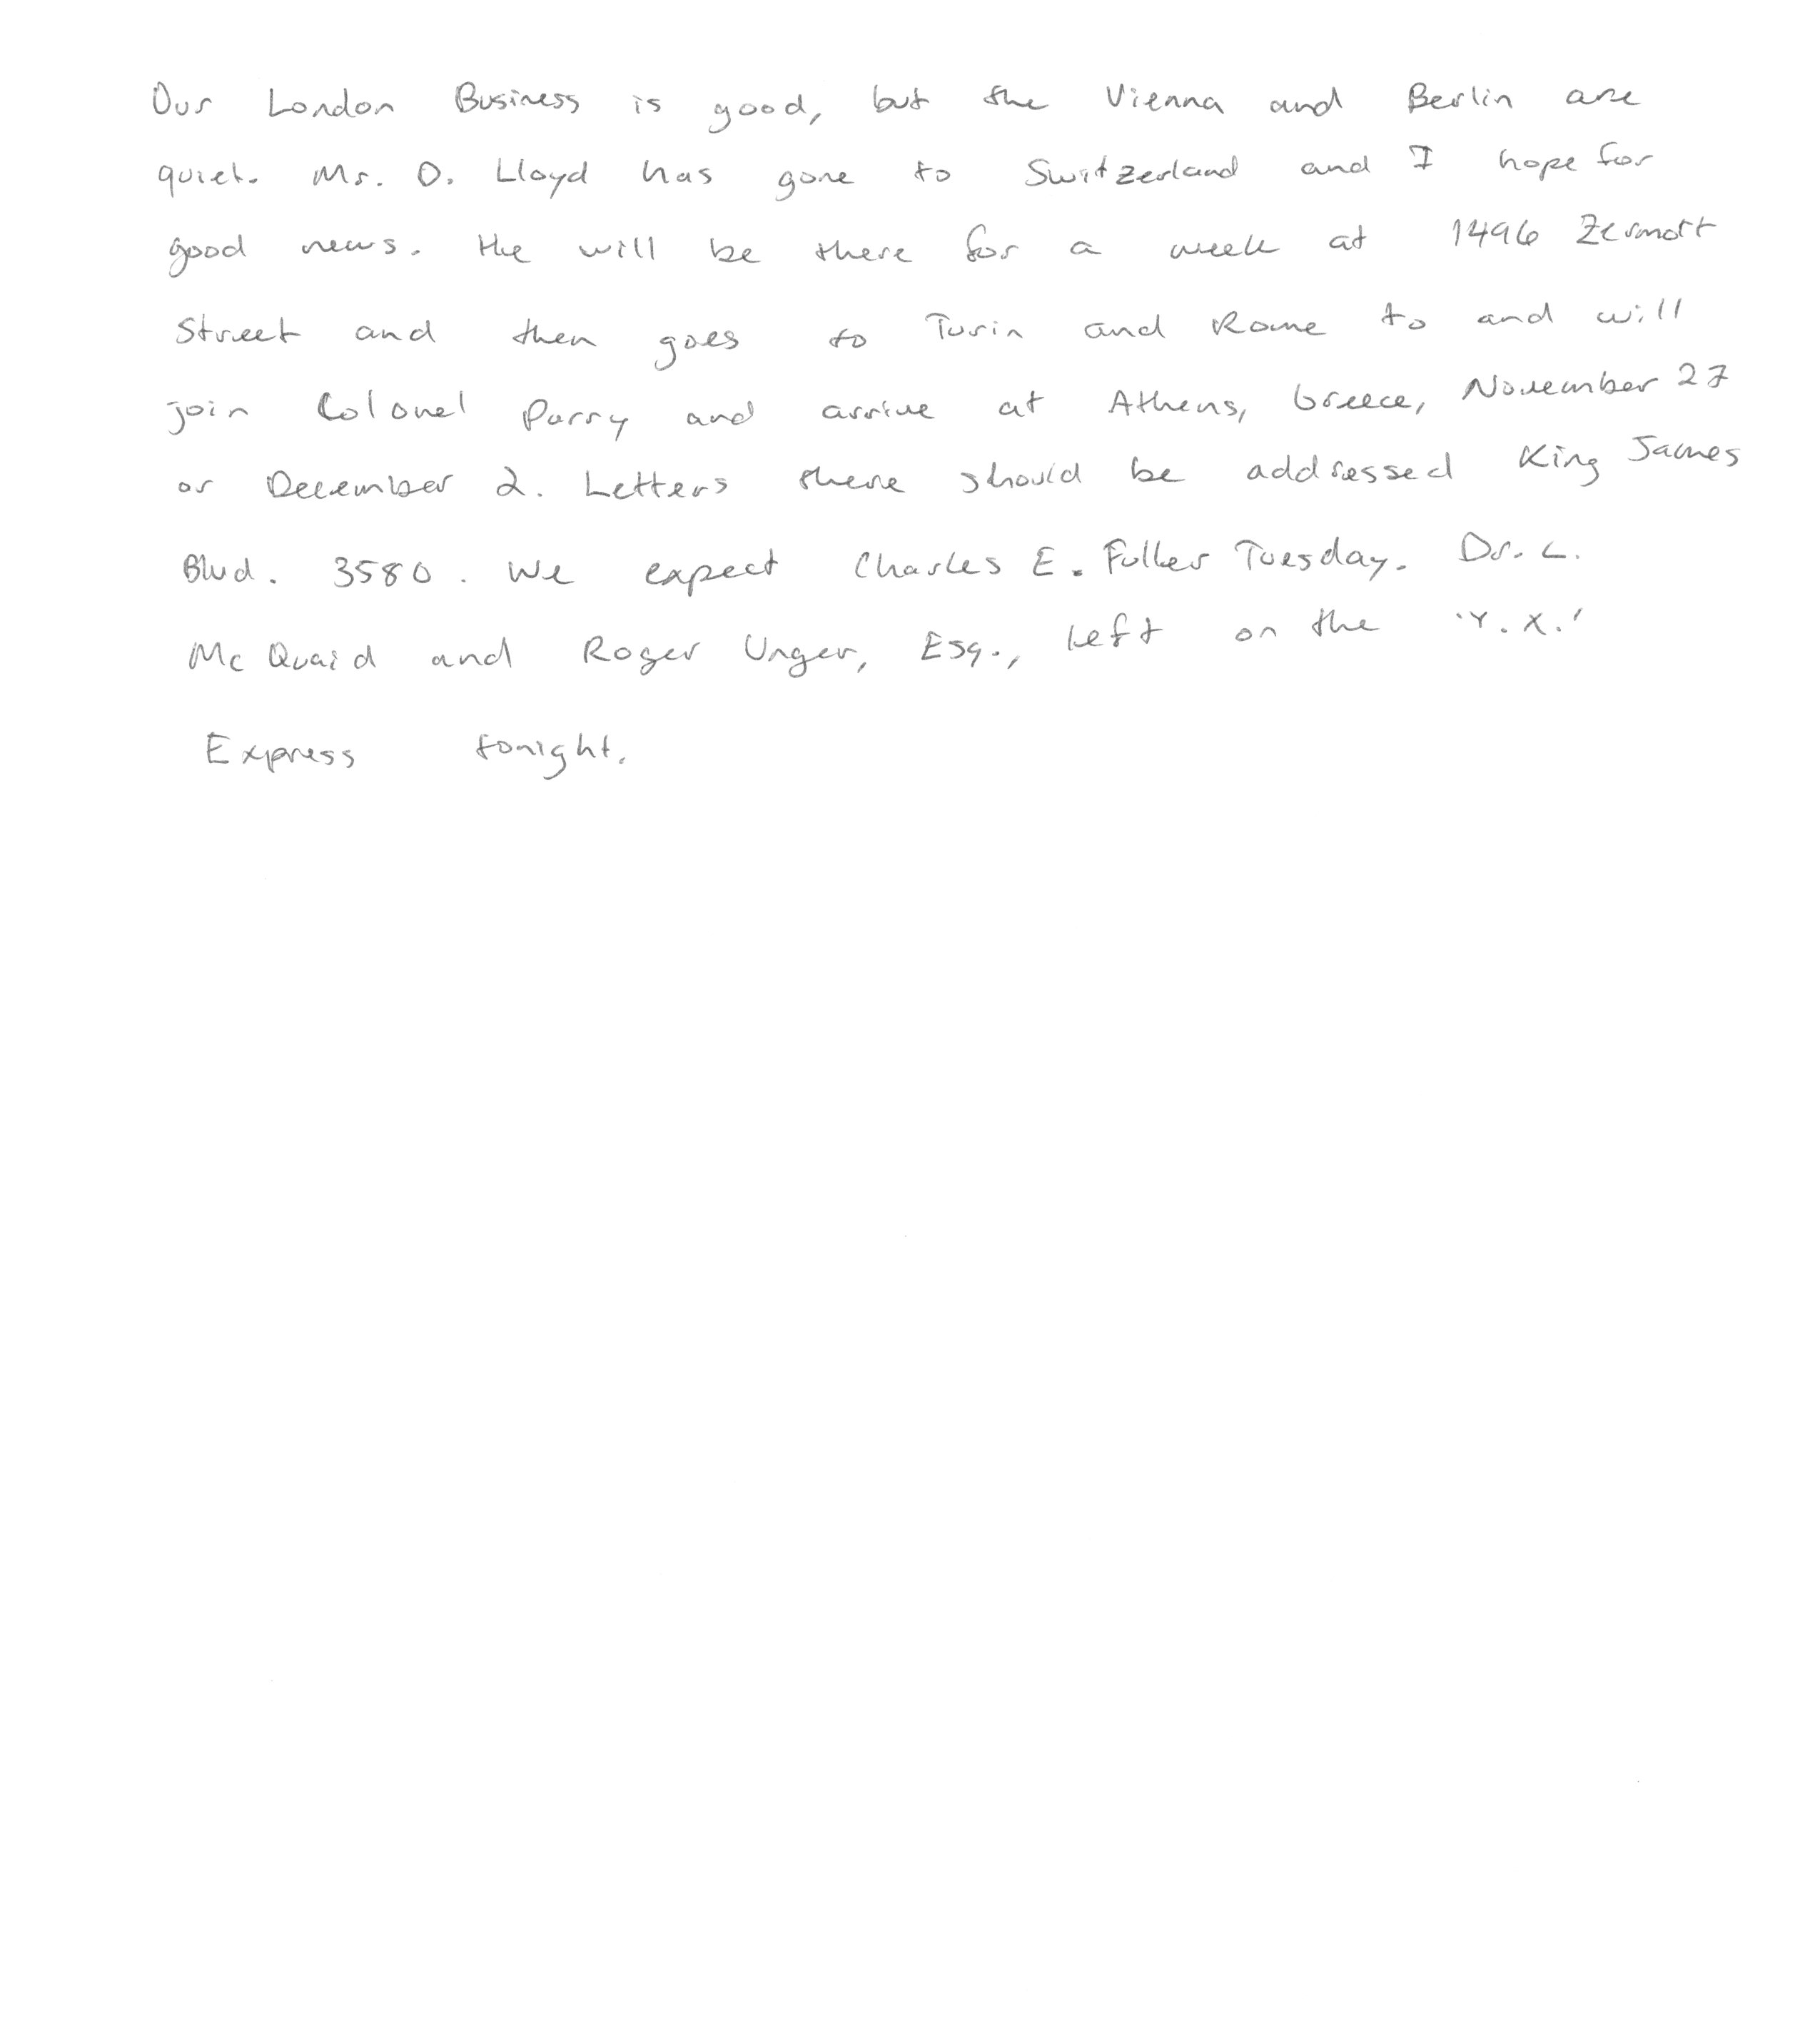 Our London Business is good, but the Vienna and Berlin are
quiet. Mr. D. Lloyd has gone to Switzerland and I hope for
good news. He will be there for a week at 1496 Zermott
Street and then goes to Turin and Rome to and will
join Colonel Parry and arrive at Athens, Greece, November 27
or December 2. Letters there should be addressed King James
Blvd. 3580. We expect Charles E. Fuller Tuesday. Dr. L.
McQuaid and Roger Unger, Esq., left on the 'Y.X.'
Express tonight.